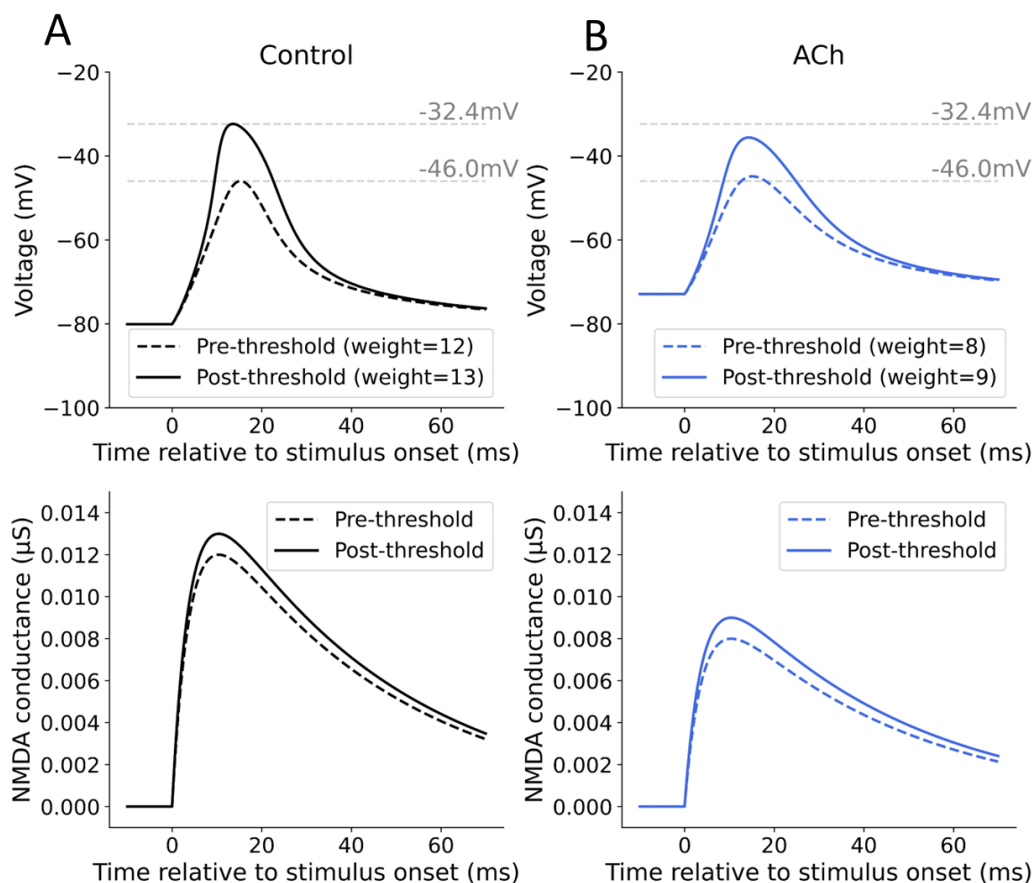 A
Control
-20
-40
-60
-80
-100
Voltage (mV)
-32.4mV
-46.0mV
Pre-threshold (weight=12)
Post-threshold (weight=13)
0 20 40 60
Time relative to stimulus onset (ms)
B
ACh
−20
−40
−60
−80
−100
Voltage (mV)
-32.4mV
-46.0mV
Pre-threshold (weight=8)
Post-threshold (weight=9)
0 20 40 60
Time relative to stimulus onset (ms)
0.014
0.012
0.010
0.008
0.006
0.004
0.002
0.000
NMDA conductance (μS)
Pre-threshold
Post-threshold
0 20 40 60
Time relative to stimulus onset (ms)
0.014
0.012
0.010
0.008
0.006
0.004
0.002
0.000
NMDA conductance (μS)
Pre-threshold
Post-threshold
0 20 40 60
Time relative to stimulus onset (ms)